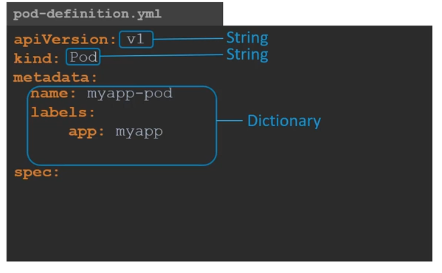 pod-definition.yml
apiVersion: v1 String
kind: Pod String
metadata:
name: myapp-pod
labels:
app: myapp
Dictionary
spec: